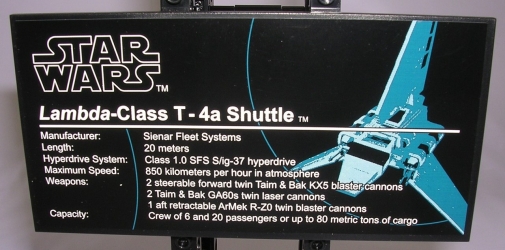 STAR
WARS TM
Lambda-Class T-4a Shuttle TM
Manufacturer: Sienar Fleet Systems
Length: 20 meters
Hyperdrive System: Class 1.0 SFS S/ig-37 hyperdrive
Maximum Speed: 850 kilometers per hour in atmosphere
Weapons: 2 steerable forward twin Taim & Bak KX5 blaster cannons
2 Taim & Bak GA60s twin laser cannons
1 aft retractable ArMek R-Z0 twin blaster cannons
Capacity: Crew of 6 and 20 passengers or up to 80 metric tons of cargo